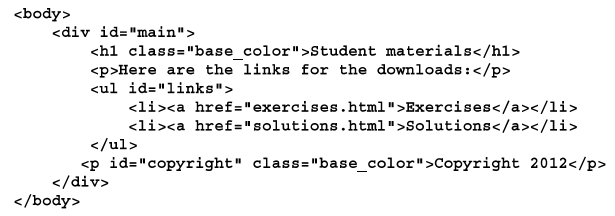 <body>
<div id="main">
<h1 class="base_color">Student materials</h1>
<p>Here are the links for the downloads:</p>
<ul id="links">
<li><a href="exercises.html">Exercises</a></li>
<li><a href="solutions.html">Solutions</a></li>
</ul>
<p id="copyright" class="base_color">Copyright 2012</p>
</div>
</body>